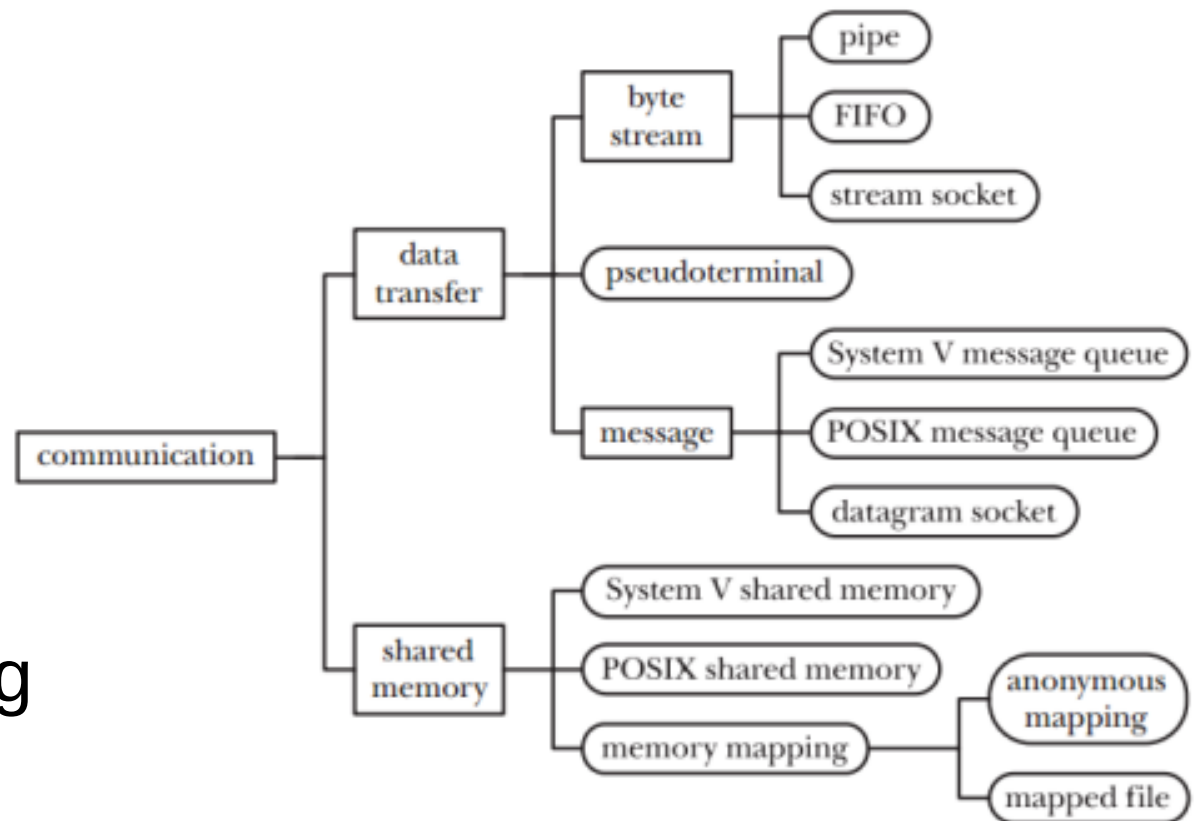 pipe
byte
stream
FIFO
stream socket
data
transfer
pseudoterminal
System V message queue
message
POSIX message queue
datagram socket
communication
System V shared memory
shared
memory
POSIX shared memory
g
anonymous
mapping
memory mapping
mapped file